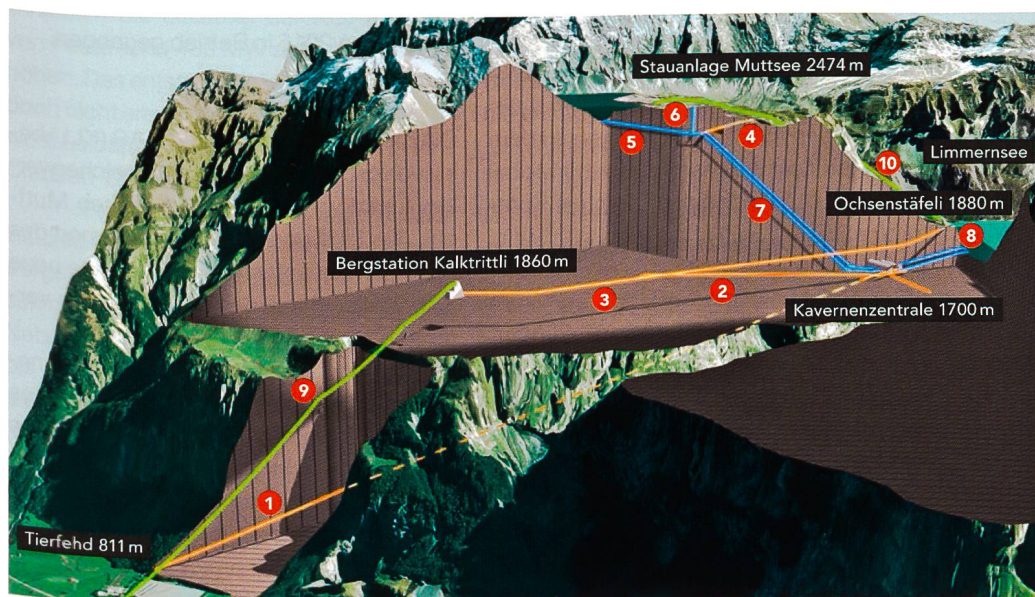 Stauanlage Muttsee 2474 m
6
4
5
Limmernsee
10
Ochsenstäfeli 1880 m
7
8
Bergstation Kalktrittli 1860 m
2
3
Kavernenzentrale 1700 m
9
1
Tierfehd 811 m